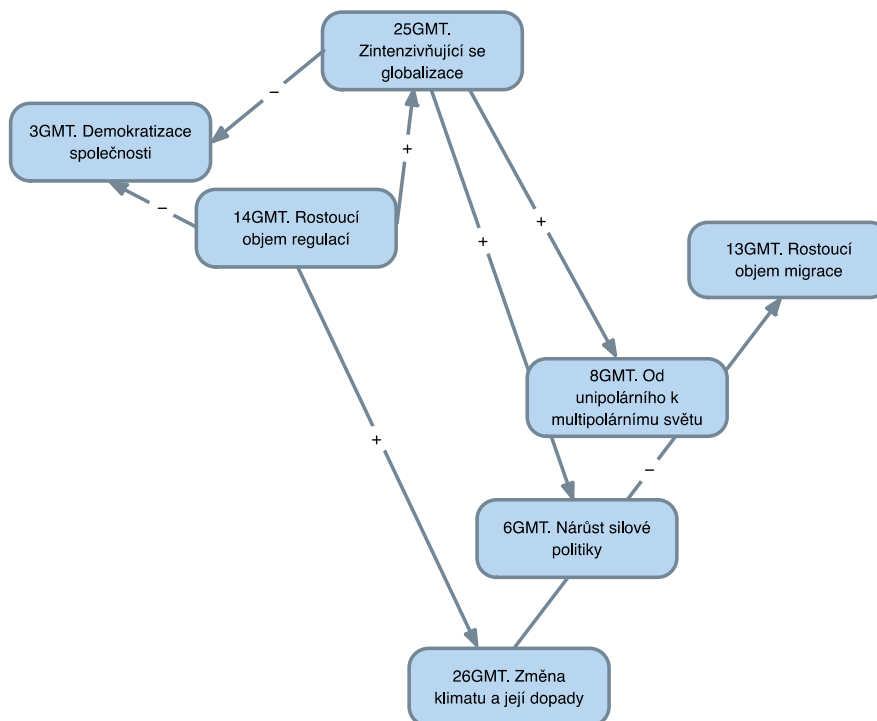 25GMT.
Zintenzivňující se
globalizace
–
3GMT. Demokratizace
společnosti
+
–
14GMT. Rostoucí
objem regulací
+
+
13GMT. Rostoucí
objem migrace
8GMT. Od
unipolárního k
multipolárnímu světu
+
–
6GMT. Nárůst silové
politiky
26GMT. Změna
klimatu a její dopady